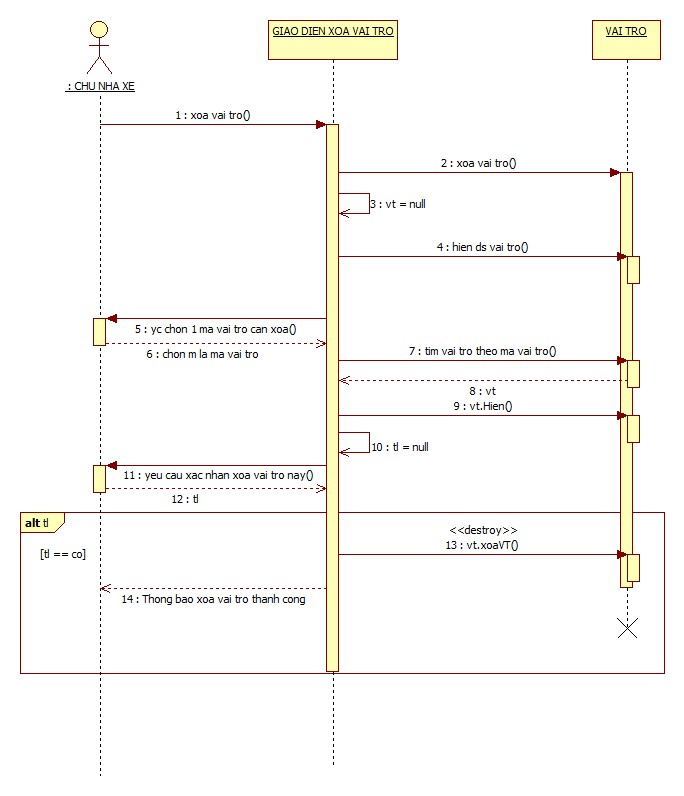 GIAO DIEN XOA VAI TRO
VAI TRO
: CHU NHA XE
1 : xoa vai tro()
2 : xoa vai tro()
3 : vt = null
4 : hien ds vai tro()
5 : yc chon 1 ma vai tro can xoa()
6 : chon m la ma vai tro
7 : tim vai tro theo ma vai tro()
8 : vt
9 : vt.Hien()
10 : tl = null
11 : yeu cau xac nhan xoa vai tro nay()
12 : tl
alt tl
<<destroy>>
13 : vt.xoaVT()
[tl == co]
14 : Thong bao xoa vai tro thanh cong